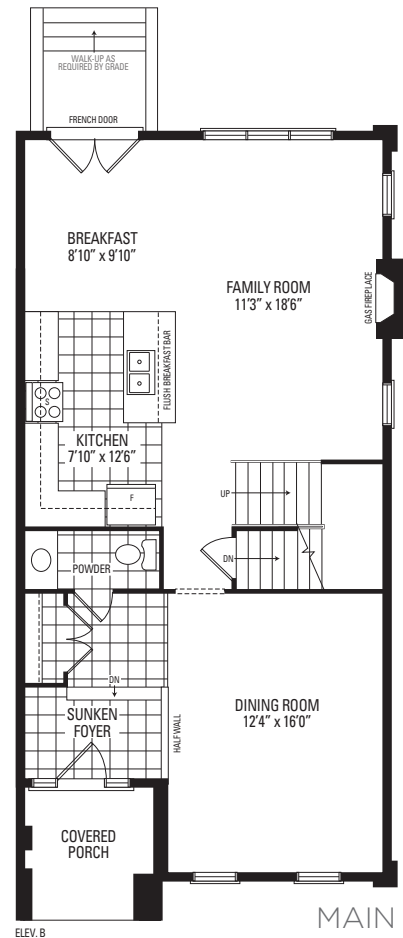 WALK-UP AS
REQUIRED BY GRADE
FRENCH DOOR
BREAKFAST
8'10" x 9'10"
FAMILY ROOM
11'3" x 18'6"
GAS FIREPLACE
FLUSH BREAKFAST BAR
S
KITCHEN
7'10" x 12'6"
F
UP
DN
POWDER
DN
SUNKEN
FOYER
HALF WALL
DINING ROOM
12'4" x 16'0"
COVERED
PORCH
ELEV. B
MAIN